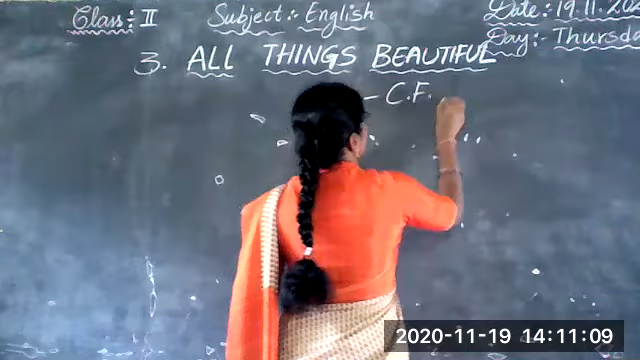 Class:- II Subject:- English Date:- 19.11.202
Day:- Thursda
3. ALL THINGS BEAUTIFUL
- C.F.
2020-11-19 14:11:09